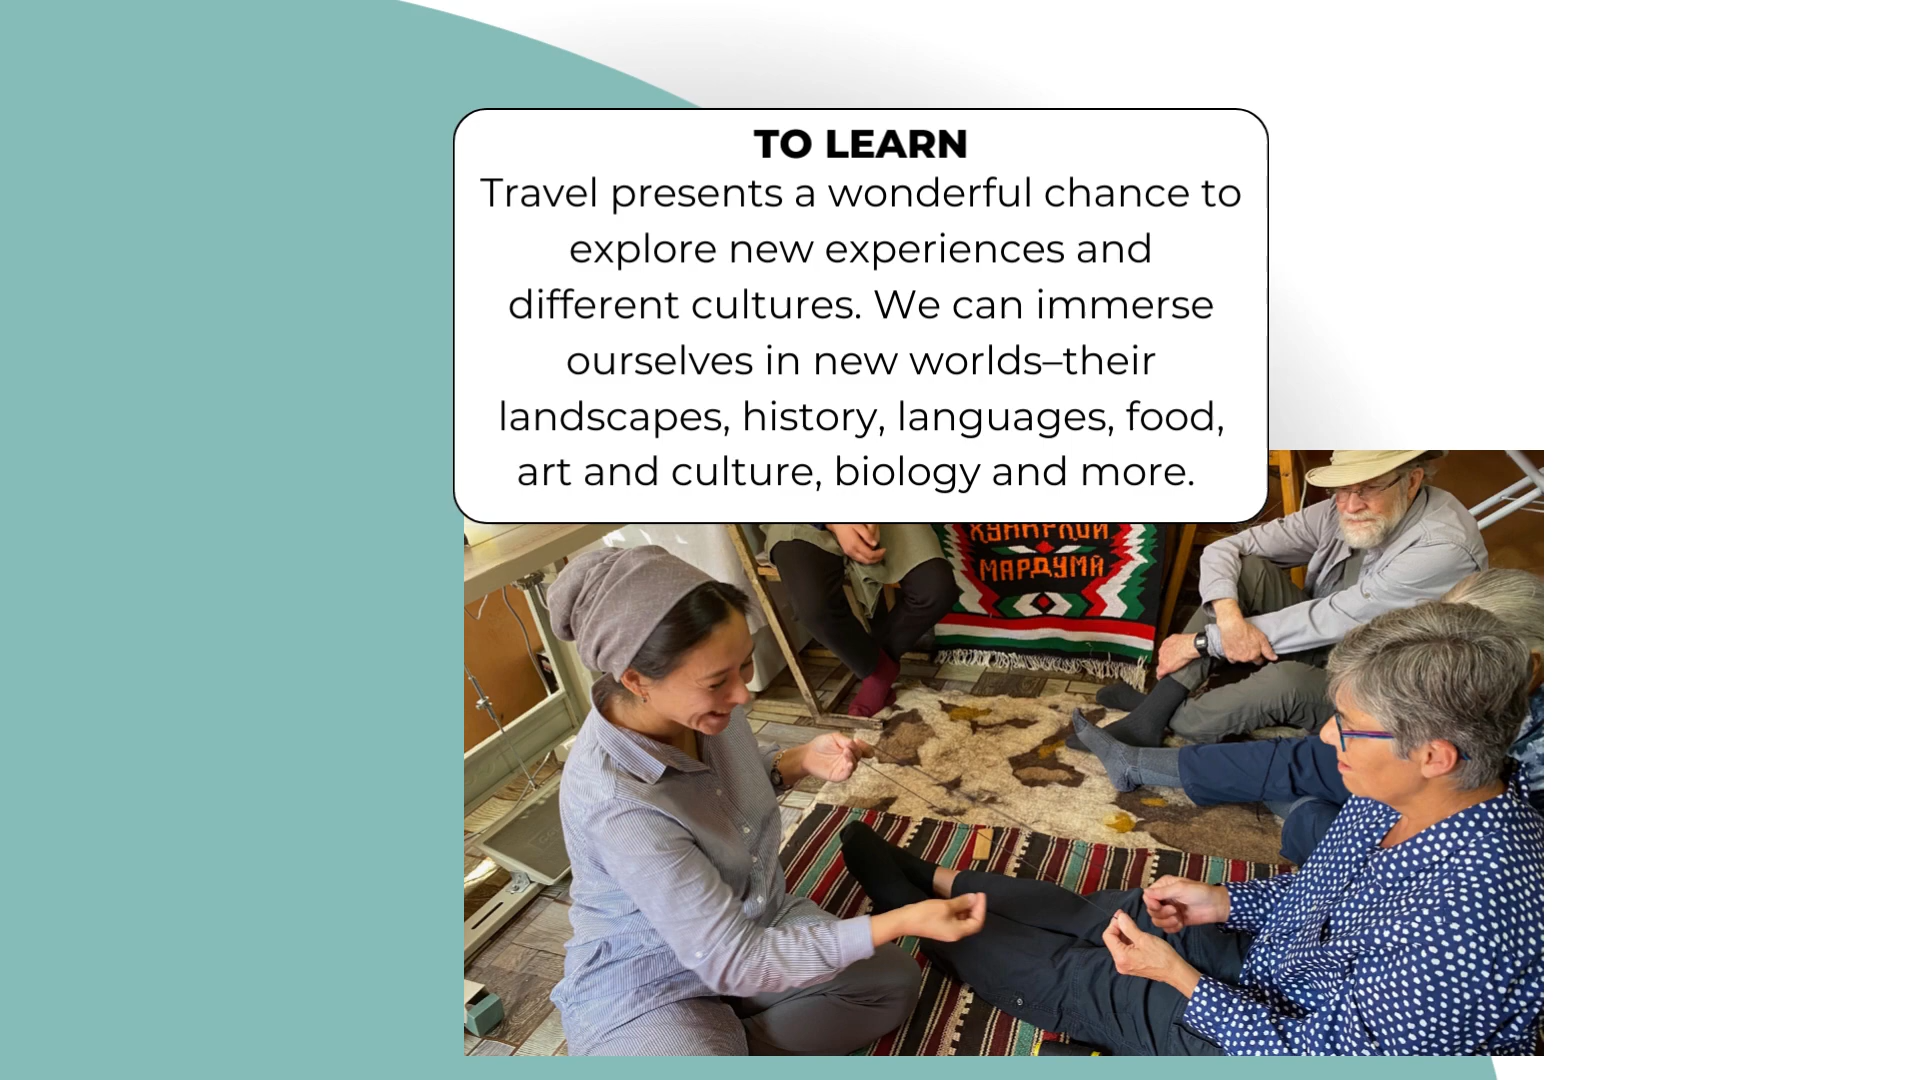 TO LEARN
Travel presents a wonderful chance to
explore new experiences and
different cultures. We can immerse
ourselves in new worlds–their
landscapes, history, languages, food,
art and culture, biology and more.
МАРДУМӢ